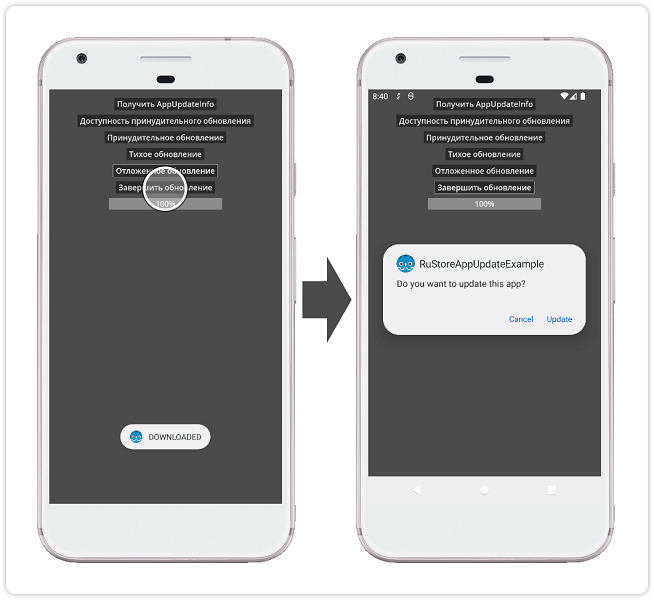 Получить AppUpdateInfo
Доступность принудительного обновления
Принудительное обновление
Тихое обновление
Отложенное обновление
Завершить обновление
100%
DOWNLOADED
8:40
Получить AppUpdateInfo
Доступность принудительного обновления
Принудительное обновление
Тихое обновление
Отложенное обновление
Завершить обновление
100%
RuStoreAppUpdateExample
Do you want to update this app?
Cancel Update